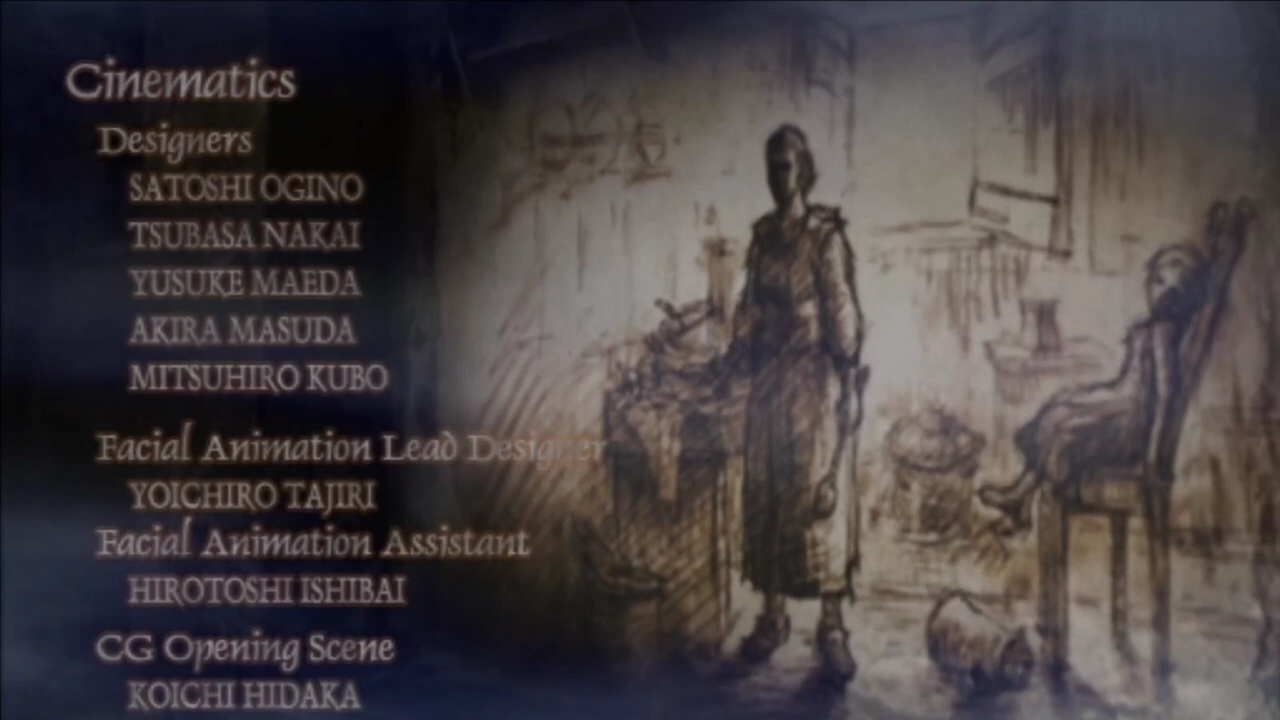 Cinematics
Designers
SATOSHI OGINO
TSUBASA NAKAI
YUSUKE MAEDA
AKIRA MASUDA
MITSUHIRO KUBO
Facial Animation Lead Designer
YOICHIRO TAJIRI
Facial Animation Assistant
HIROTOSHI ISHIBAI
CG Opening Scene
KOICHI HIDAKA